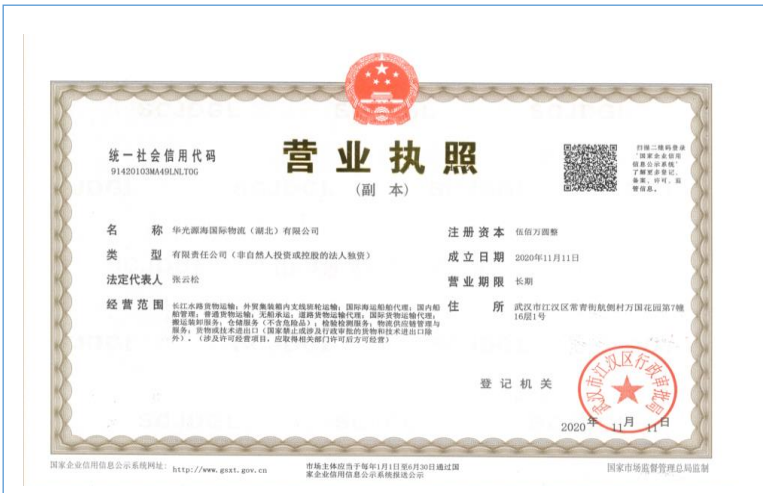 统一社会信用代码
91420103MA49LNLT0G
营业执照
(副 本)
扫描二维码登录
"国家企业信用
信息公示系统"
了解更多登记、
备案、许可、监
管信息。
名 称 华光源海国际物流（湖北）有限公司
类 型 有限责任公司（非自然人投资或控股的法人独资）
法定代表人 张云松
经营范围 长江水路货物运输；外贸集装箱内支线班轮运输；国际海运船舶代理；国内船
舶管理；普通货物运输；无船承运；道路货物运输代理；国际货物运输代理；
搬运装卸服务；仓储服务（不含危险品）；检验检测服务；物流供应链管理与
服务；货物或技术进出口（国家禁止或涉及行政审批的货物和技术进出口除
外）。（涉及许可经营项目，应取得相关部门许可后方可经营）
注册资本 伍佰万圆整
成立日期 2020年11月11日
营业期限 长期
住 所 武汉市江汉区常青街航侧村万国花园第7幢
16层1号
登记机关
武汉市江汉区行政审批局
2020年 11月 11日
国家企业信用信息公示系统网址: http://www.gsxt.gov.cn
市场主体应当于每年1月1日至6月30日通过国
家企业信用信息公示系统报送公示
国家市场监督管理总局监制